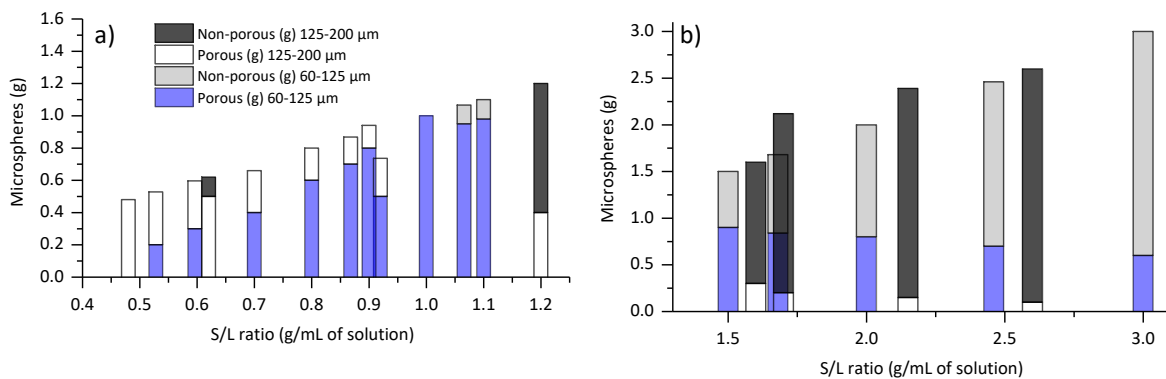 a)
Non-porous (g) 125-200 µm
Porous (g) 125-200 µm
Non-porous (g) 60-125 µm
Porous (g) 60-125 µm
Microspheres (g)
1.6
1.4
1.2
1.0
0.8
0.6
0.4
0.2
0.0
0.4 0.5 0.6 0.7 0.8 0.9 1.0 1.1 1.2
S/L ratio (g/mL of solution)
b)
Microspheres (g)
3.0
2.5
2.0
1.5
1.0
0.5
0.0
1.5 2.0 2.5 3.0
S/L ratio (g/mL of solution)